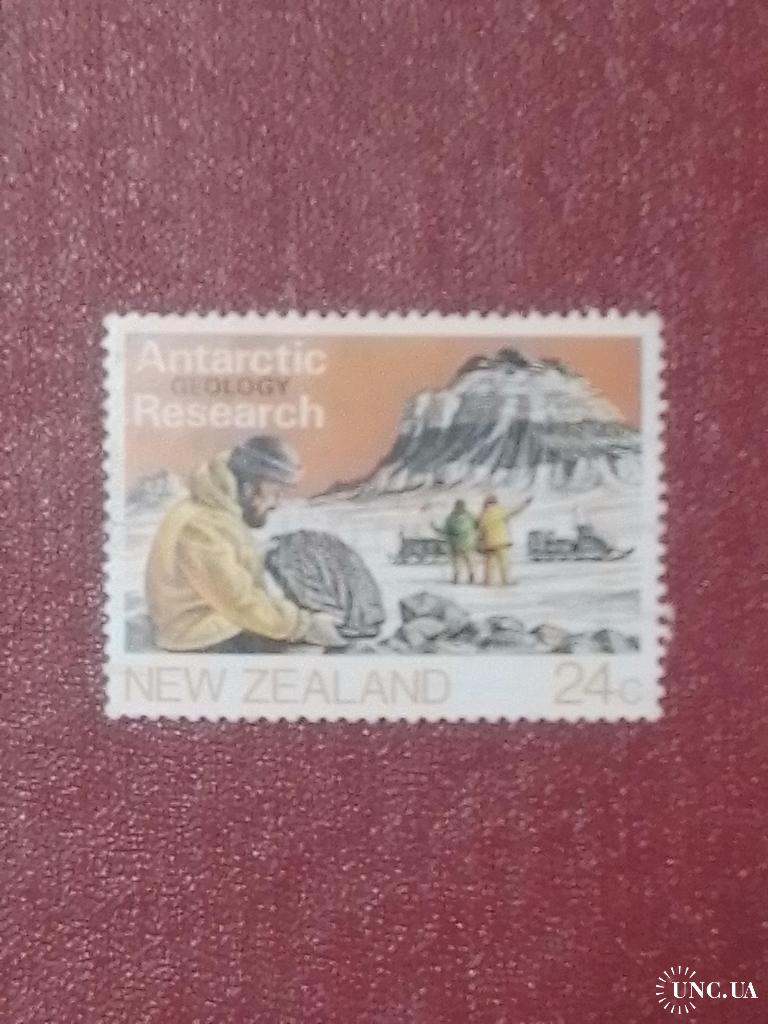 Antarctic
GEOLOGY
Research
NEW ZEALAND 24c
UNC.UA